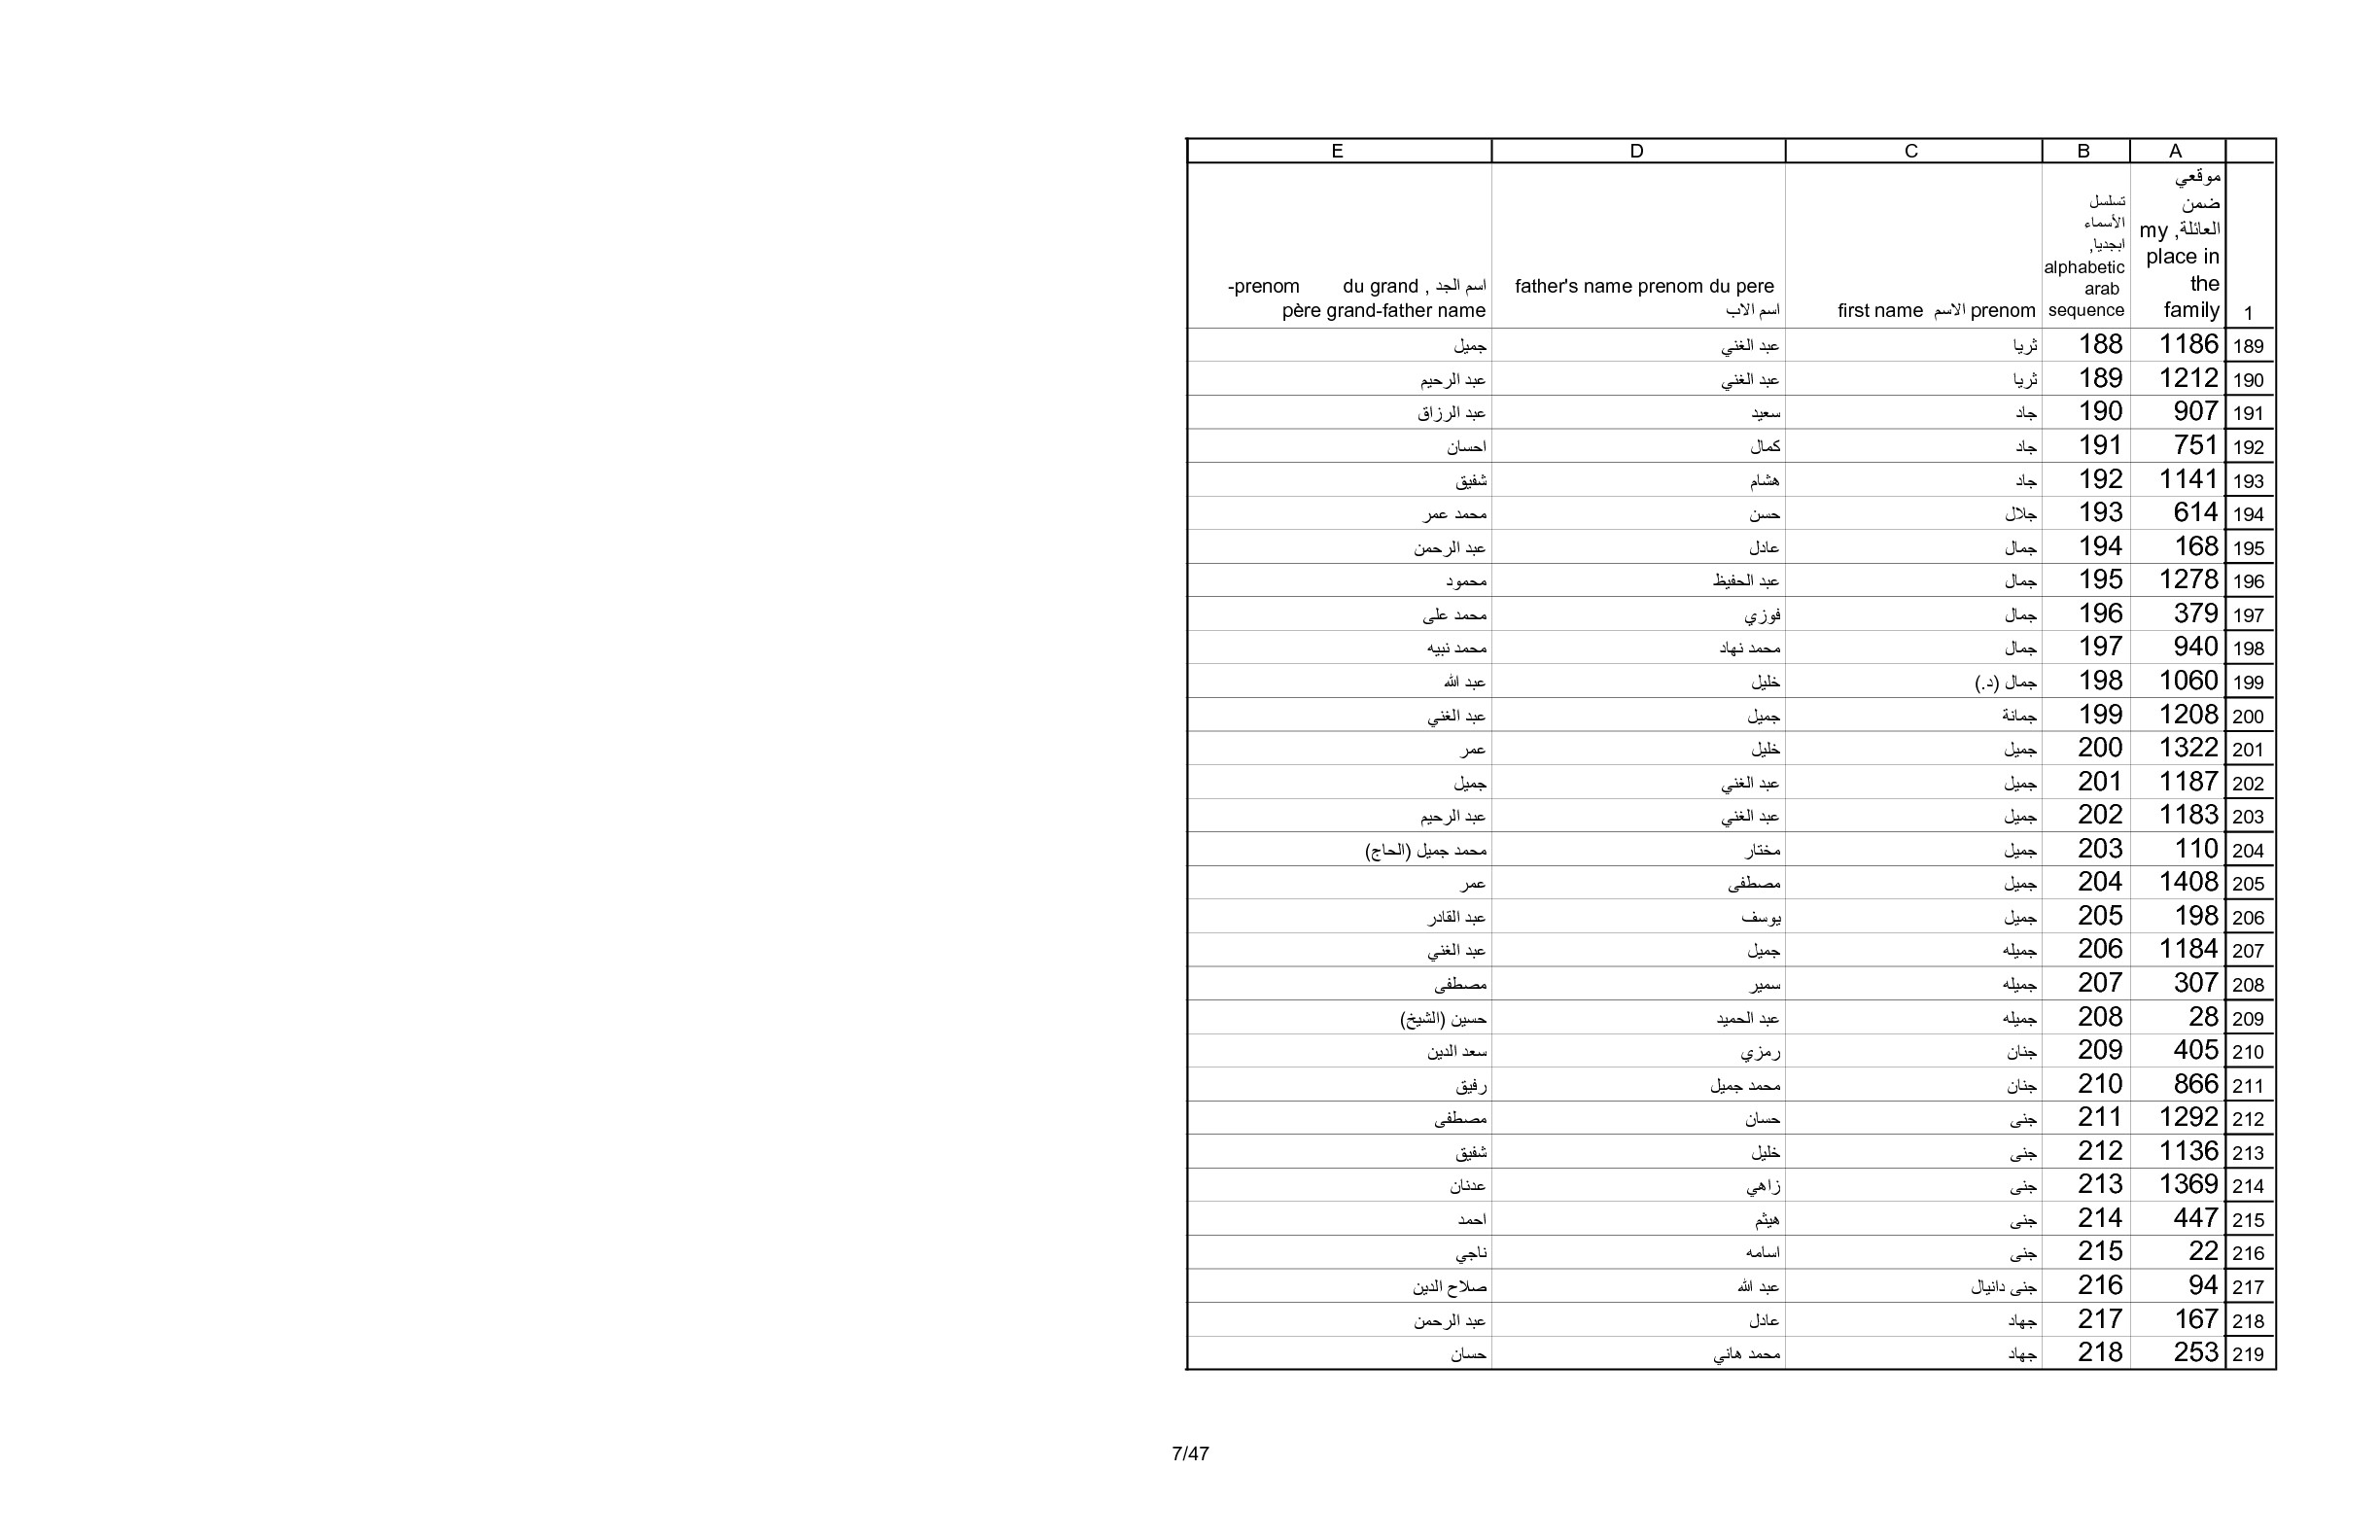 A B C D E
موقعي
ضمن
العائلة, my
place in
the
family
تسلسل
الأسماء
ابجديا,
alphabetic
arab
sequence
first name الاسم prenom
father's name prenom du pere
اسم الاب
اسم الجد , du grand prenom-
père grand-father name
1
189 1186 188 ثريا عبد الغني جميل
190 1212 189 ثريا عبد الغني عبد الرحيم
191 907 190 جاد سعيد عبد الرزاق
192 751 191 جاد كمال احسان
193 1141 192 جاد هشام شفيق
194 614 193 جلال حسن محمد عمر
195 168 194 جمال عادل عبد الرحمن
196 1278 195 جمال عبد الحفيظ محمود
197 379 196 جمال فوزي محمد على
198 940 197 جمال محمد نهاد محمد نبيه
199 1060 198 جمال (د.) خليل عبد الله
200 1208 199 جمانة جميل عبد الغني
201 1322 200 جميل خليل عمر
202 1187 201 جميل عبد الغني جميل
203 1183 202 جميل عبد الغني عبد الرحيم
204 110 203 جميل مختار محمد جميل (الحاج)
205 1408 204 جميل مصطفى عمر
206 198 205 جميل يوسف عبد القادر
207 1184 206 جميله جميل عبد الغني
208 307 207 جميله سمير مصطفى
209 28 208 جميله عبد الحميد حسين (الشيخ)
210 405 209 جنان رمزي سعد الدين
211 866 210 جنان محمد جميل رفيق
212 1292 211 جنى حسان مصطفى
213 1136 212 جنى خليل شفيق
214 1369 213 جنى زاهي عدنان
215 447 214 جنى هيثم احمد
216 22 215 جنى اسامه ناجي
217 94 216 جنى دانيال عبد الله صلاح الدين
218 167 217 جهاد عادل عبد الرحمن
219 253 218 جهاد محمد هاني حسان
7/47